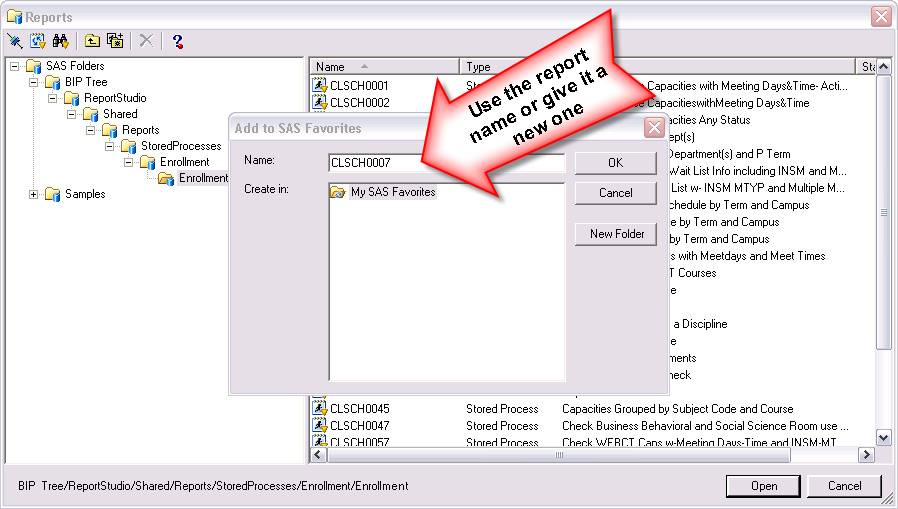 Reports
SAS Folders
BIP Tree
ReportStudio
Shared
Reports
StoredProcesses
Enrollment
Enrollment
Samples
Name
Type
Sta
CLSCH0001
Capacities with Meeting Days&Time-Acti...
CLSCH0002
CapacitieswithMeeting Days&Time
Capacities Any Status
ept(s)
Department(s) and P Term
Wait List Info including INSM and M...
List w- INSM MTYP and Multiple M...
chedule by Term and Campus
e by Term and Campus
by Term and Campus
s with Meetdays and Meet Times
T Courses
e
a Discipline
e
ments
heck
CLSCH0045 Stored Process Capacities Grouped by Subject Code and Course
CLSCH0047 Stored Process Check Business Behavioral and Social Science Room use
CLSCH0057 Stored Process Check WEBCT Caps w-Meeting Days-Time and INSM-MT
Add to SAS Favorites
Name:
CLSCH0007
OK
Create in:
My SAS Favorites
Cancel
New Folder
Use the report
name or give it a
new one
BIP Tree/ReportStudio/Shared/Reports/StoredProcesses/Enrollment/Enrollment
Open
Cancel